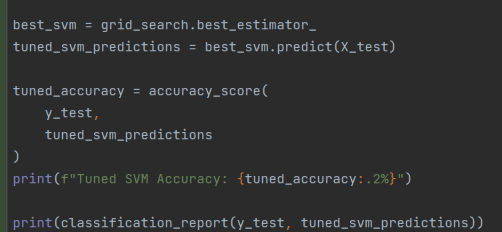 best_svm = grid_search.best_estimator_
tuned_svm_predictions = best_svm.predict(X_test)

tuned_accuracy = accuracy_score(
    y_test,
    tuned_svm_predictions
)
print(f"Tuned SVM Accuracy: {tuned_accuracy:.2%}")

print(classification_report(y_test, tuned_svm_predictions))